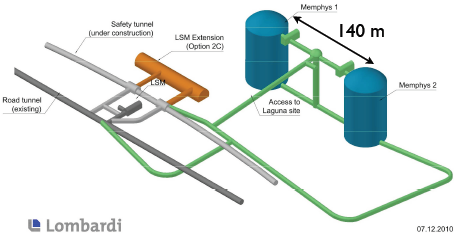 Safety tunnel
(under construction)
Memphys 1
140 m
LSM Extension
(Option 2C)
LSM
Memphys 2
Road tunnel
(existing)
Access to
Laguna site
Lombardi
07.12.2010